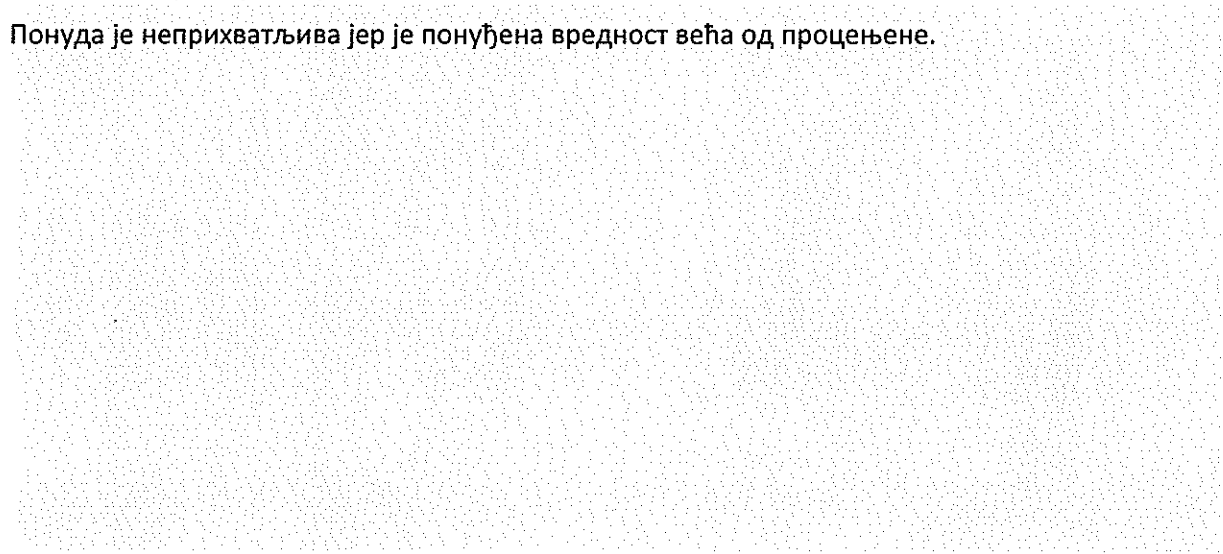 Понуда је неприхватљива јер је понуђена вредност већа од процењене.